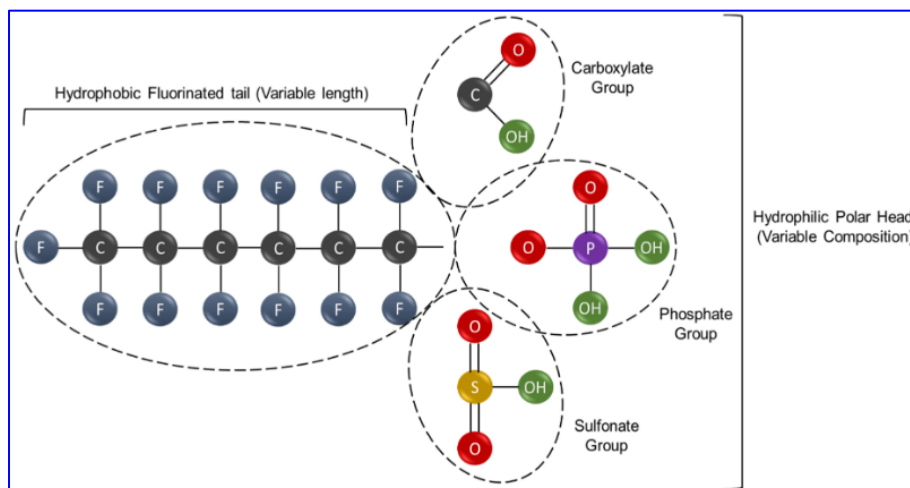 Hydrophobic Fluorinated tail (Variable length)
O
C
OH
Carboxylate
Group
F F F F F F
F C C C C C C
F F F F F F
O
O P OH
OH
Phosphate
Group
O
S OH
O
Sulfonate
Group
Hydrophilic Polar Head
(Variable Composition)